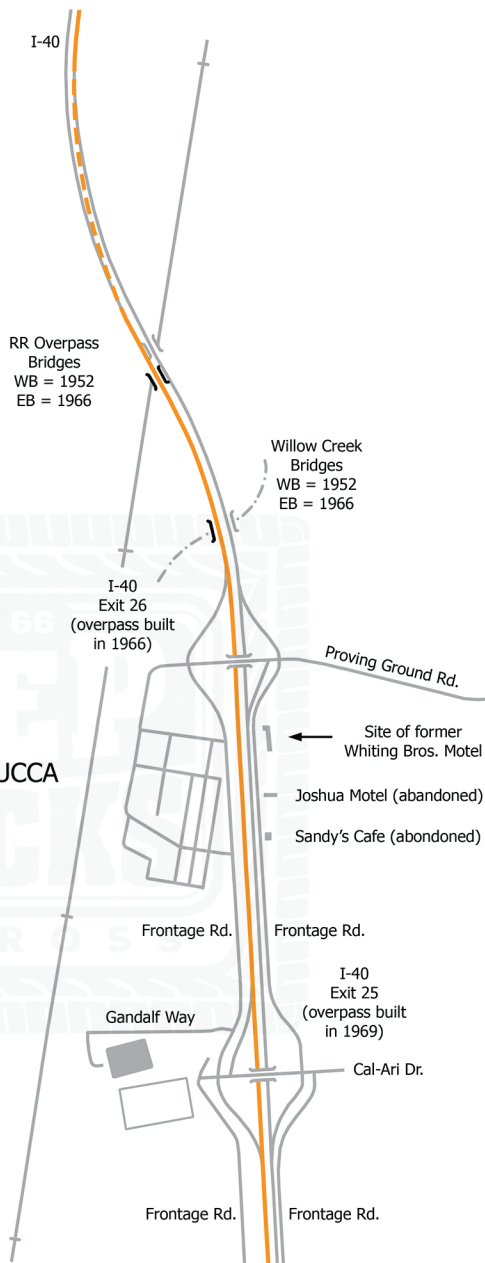 I-40
RR Overpass
Bridges
WB = 1952
EB = 1966
Willow Creek
Bridges
WB = 1952
EB = 1966
I-40
Exit 26
(overpass built
in 1966)
66
Proving Ground Rd.
Site of former
Whiting Bros. Motel
UCCA
Joshua Motel (abandoned)
Sandy's Cafe (abondoned)
Frontage Rd.
Frontage Rd.
I-40
Exit 25
(overpass built
in 1969)
Gandalf Way
Cal-Ari Dr.
Frontage Rd.
Frontage Rd.